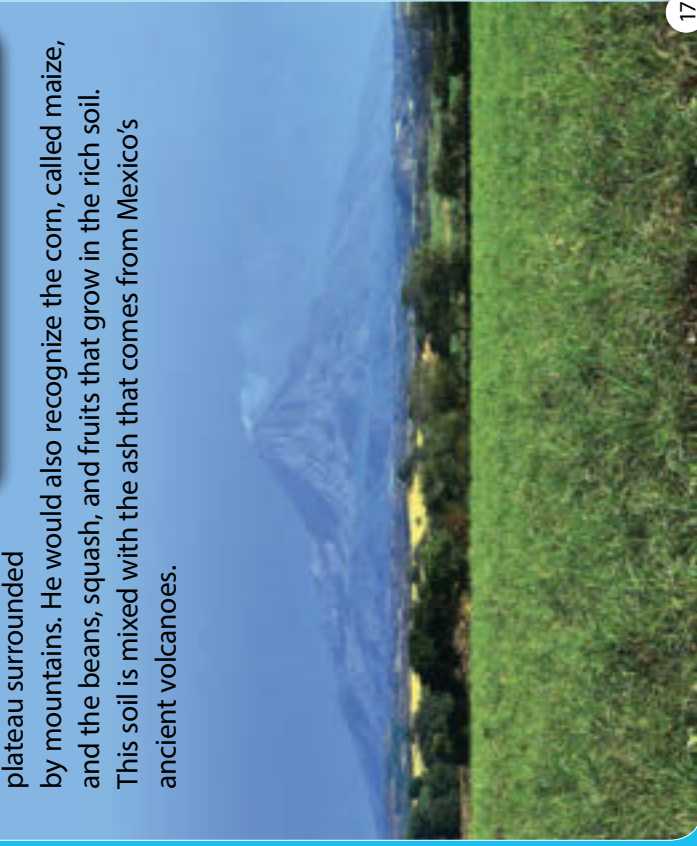 plateau surrounded
by mountains. He would also recognize the corn, called maize,
and the beans, squash, and fruits that grow in the rich soil.
This soil is mixed with the ash that comes from Mexico’s
ancient volcanoes.
17